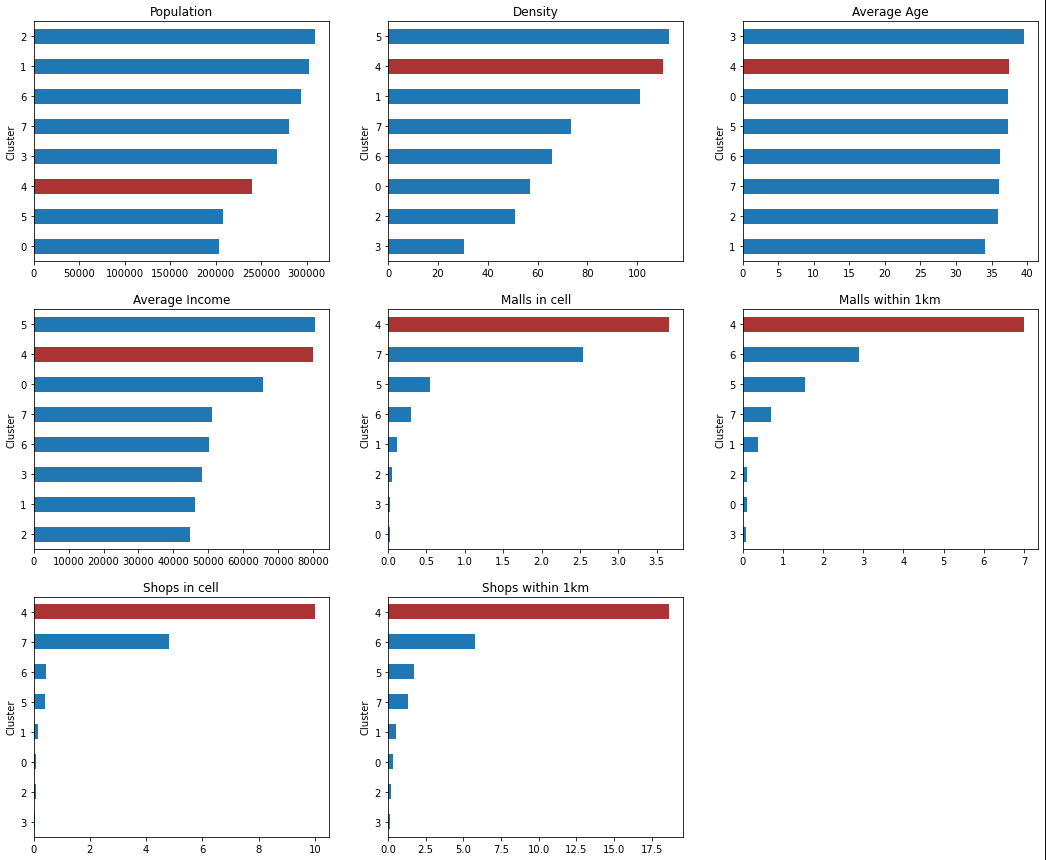 Population
Cluster
2
1
6
7
3
4
5
0
0 50000 100000 150000 200000 250000 300000
Density
Cluster
5
4
1
7
6
0
2
3
0 20 40 60 80 100
Average Age
Cluster
3
4
0
5
6
7
2
1
0 5 10 15 20 25 30 35 40
Average Income
Cluster
5
4
0
7
6
3
1
2
0 10000 20000 30000 40000 50000 60000 70000 80000
Malls in cell
Cluster
4
7
5
6
1
2
3
0
0.0 0.5 1.0 1.5 2.0 2.5 3.0 3.5
Malls within 1km
Cluster
4
6
5
7
1
2
0
3
0 1 2 3 4 5 6 7
Shops in cell
Cluster
4
7
6
5
1
0
2
3
0 2 4 6 8 10
Shops within 1km
Cluster
4
6
5
7
1
0
2
3
0.0 2.5 5.0 7.5 10.0 12.5 15.0 17.5